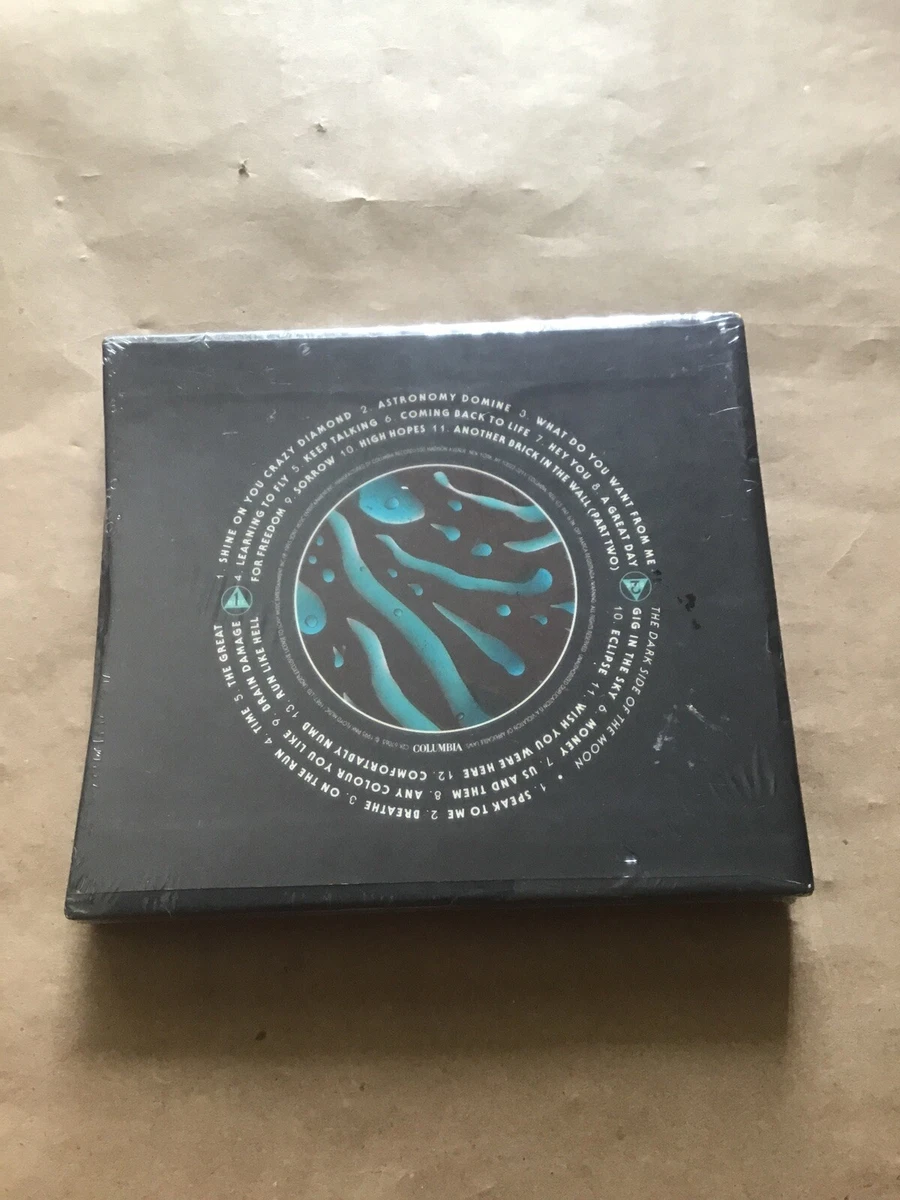 1. SHINE ON YOU CRAZY DIAMOND 2. ASTRONOMY DOMINE 3. WHAT DO YOU WANT FROM ME
4. LEARNING TO FLY 5. KEEP TALKING 6. COMING BACK TO LIFE 7. HEY YOU 8. A GREAT DAY
FOR FREEDOM 9. SORROW 10. HIGH HOPES 11. ANOTHER BRICK IN THE WALL (PART TWO)
1
2
THE DARK SIDE OF THE MOON • 1. SPEAK TO ME 2. BREATHE 3. ON THE RUN 4. TIME 5. THE GREAT
GIG IN THE SKY 6. MONEY 7. US AND THEM 8. ANY COLOUR YOU LIKE 9. BRAIN DAMAGE
10. ECLIPSE 11. WISH YOU WERE HERE 12. COMFORTABLY NUMB 13. RUN LIKE HELL
COLUMBIA